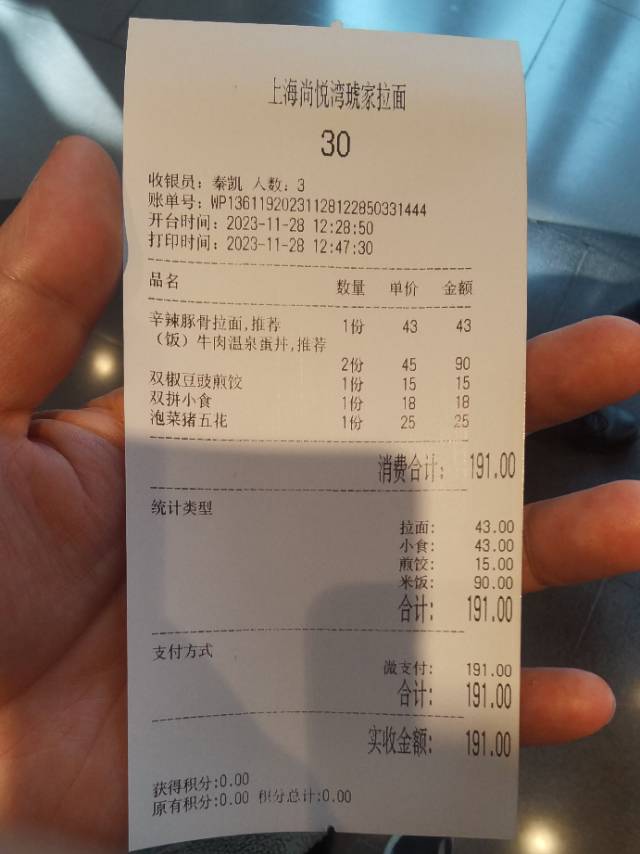 上海尚悦湾琥家拉面
30
收银员：秦凯 人数：3
账单号：WP13611920231128122850331444
开台时间：2023-11-28 12:28:50
打印时间：2023-11-28 12:47:30
品名 数量 单价 金额
辛辣豚骨拉面,推荐 1份 43 43
（饭）牛肉温泉蛋丼,推荐
2份 45 90
双椒豆豉煎饺 1份 15 15
双拼小食 1份 18 18
泡菜猪五花 1份 25 25
消费合计： 191.00
统计类型
拉面： 43.00
小食： 43.00
煎饺： 15.00
米饭： 90.00
合计： 191.00
支付方式
微支付： 191.00
合计： 191.00
实收金额： 191.00
获得积分:0.00
原有积分:0.00 积分总计:0.00